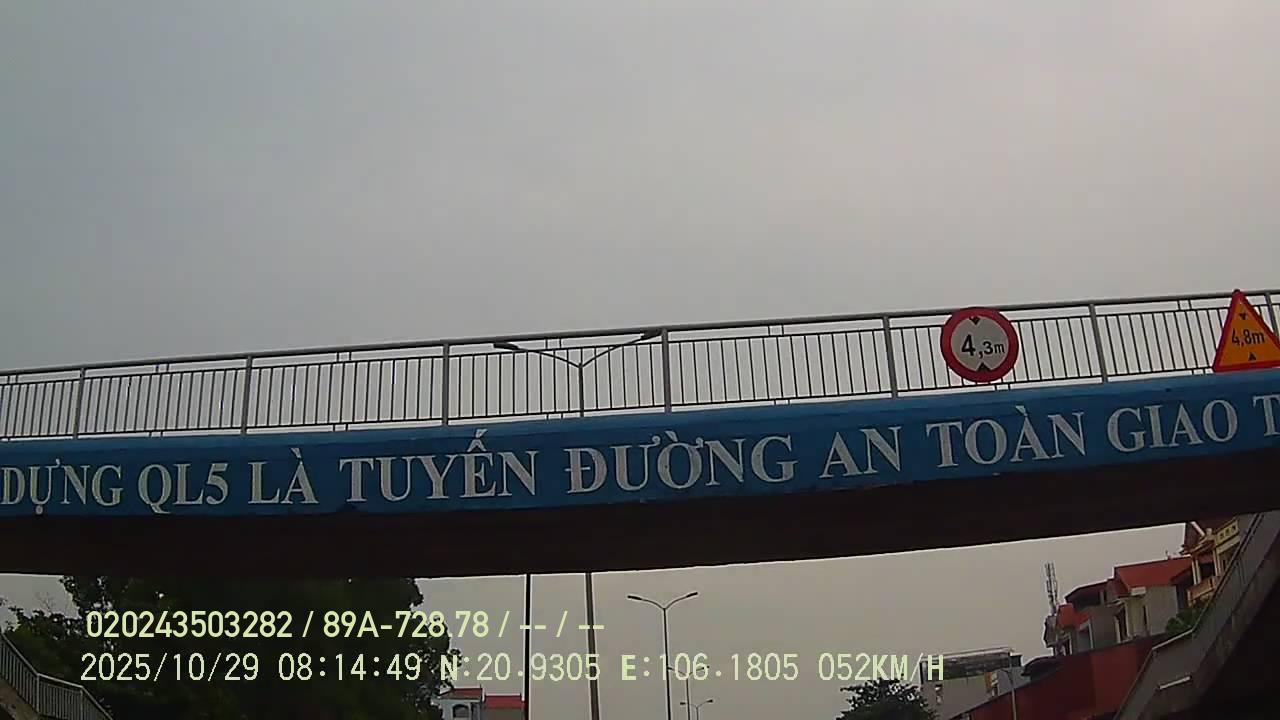 4,3m
4,8m
DỰNG QL5 LÀ TUYẾN ĐƯỜNG AN TOÀN GIAO
020243503282 / 89A-728.78 / -- / --
2025/10/29 08:14:49 N:20.9305 E:106.1805 052KM/H